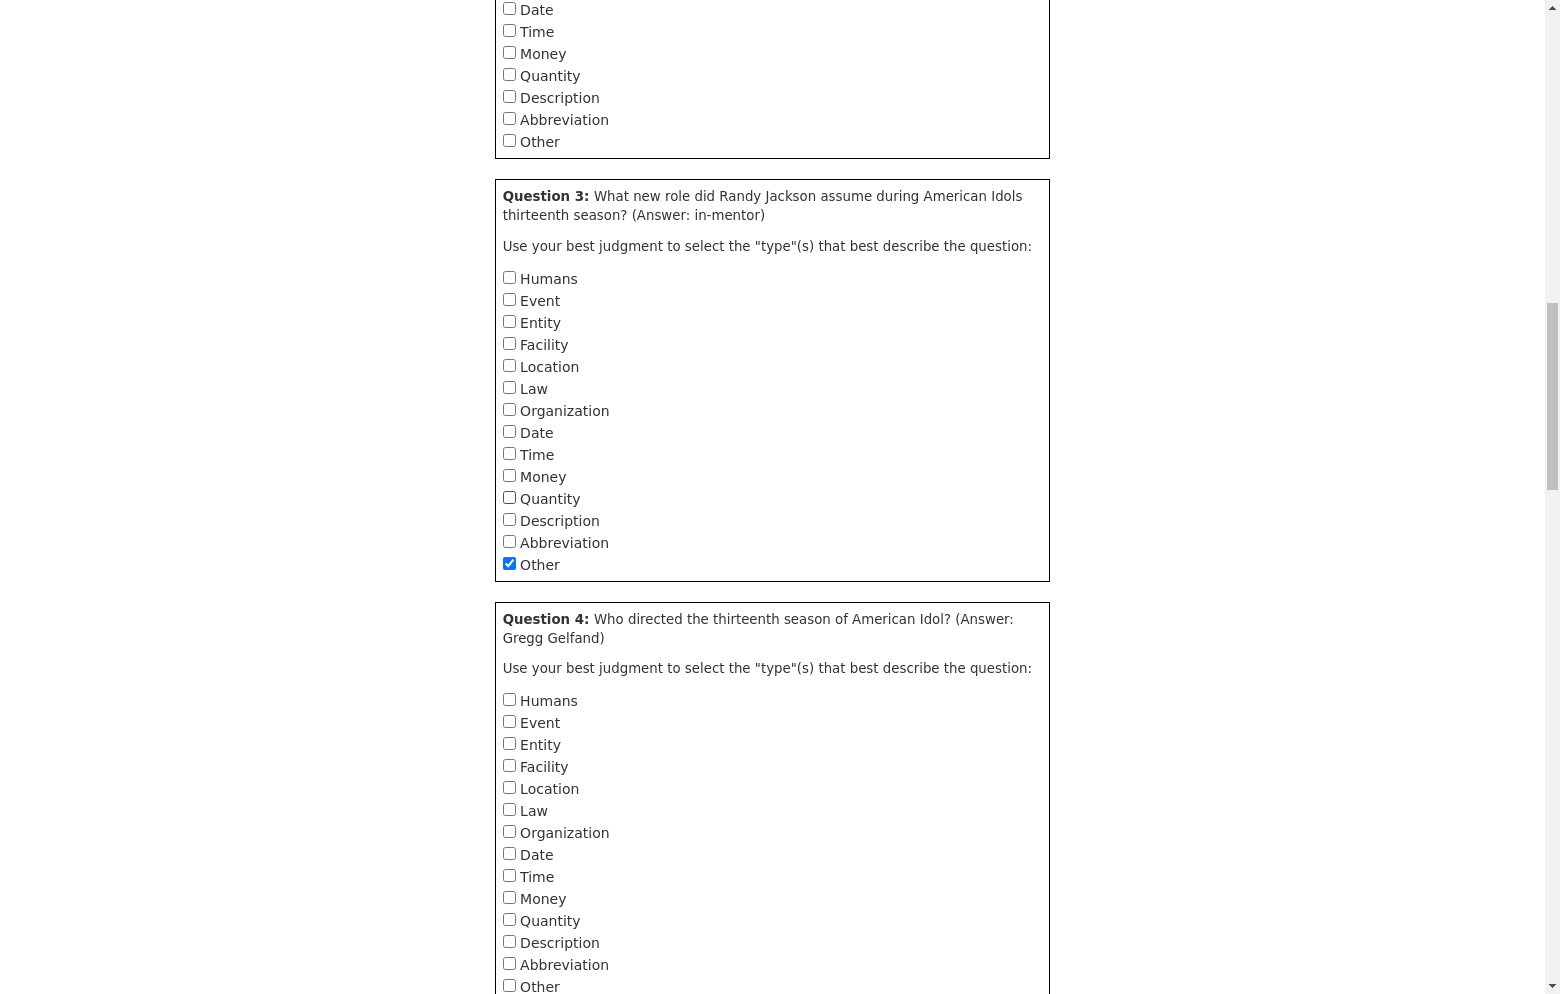 Date
Time
Money
Quantity
Description
Abbreviation
Other
Question 3: What new role did Randy Jackson assume during American Idols
thirteenth season? (Answer: in-mentor)
Use your best judgment to select the "type"(s) that best describe the question:
Humans
Event
Entity
Facility
Location
Law
Organization
Date
Time
Money
Quantity
Description
Abbreviation
Other
Question 4: Who directed the thirteenth season of American Idol? (Answer:
Gregg Gelfand)
Use your best judgment to select the "type"(s) that best describe the question:
Humans
Event
Entity
Facility
Location
Law
Organization
Date
Time
Money
Quantity
Description
Abbreviation
Other